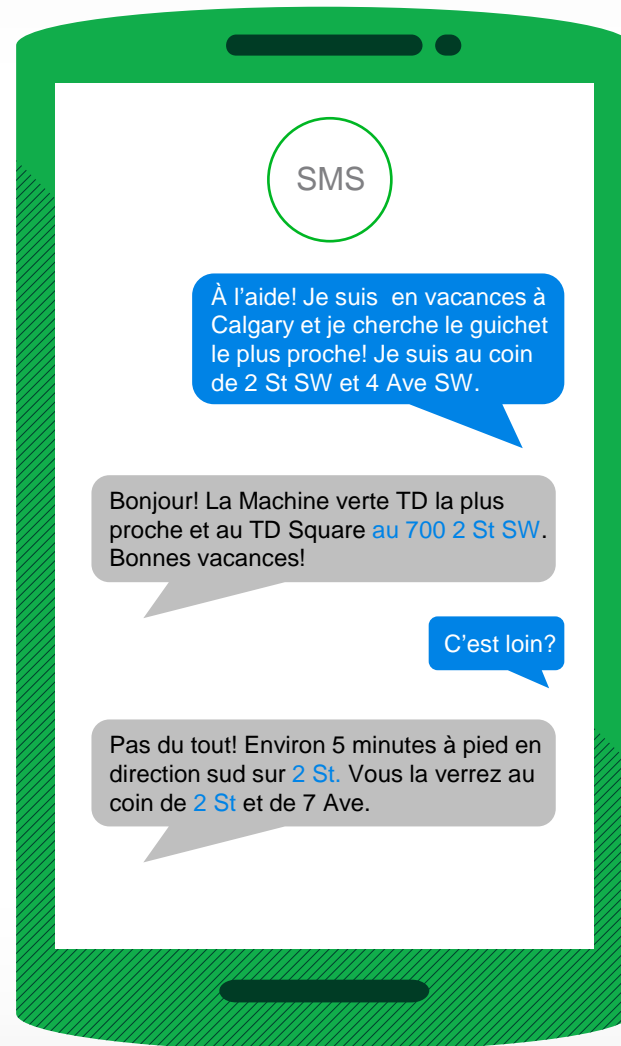 SMS
À l’aide! Je suis  en vacances à
Calgary et je cherche le guichet
le plus proche! Je suis au coin
de 2 St SW et 4 Ave SW.
Bonjour! La Machine verte TD la plus
proche et au TD Square au 700 2 St SW.
Bonnes vacances!
C’est loin?
Pas du tout! Environ 5 minutes à pied en
direction sud sur 2 St. Vous la verrez au
coin de 2 St et de 7 Ave.